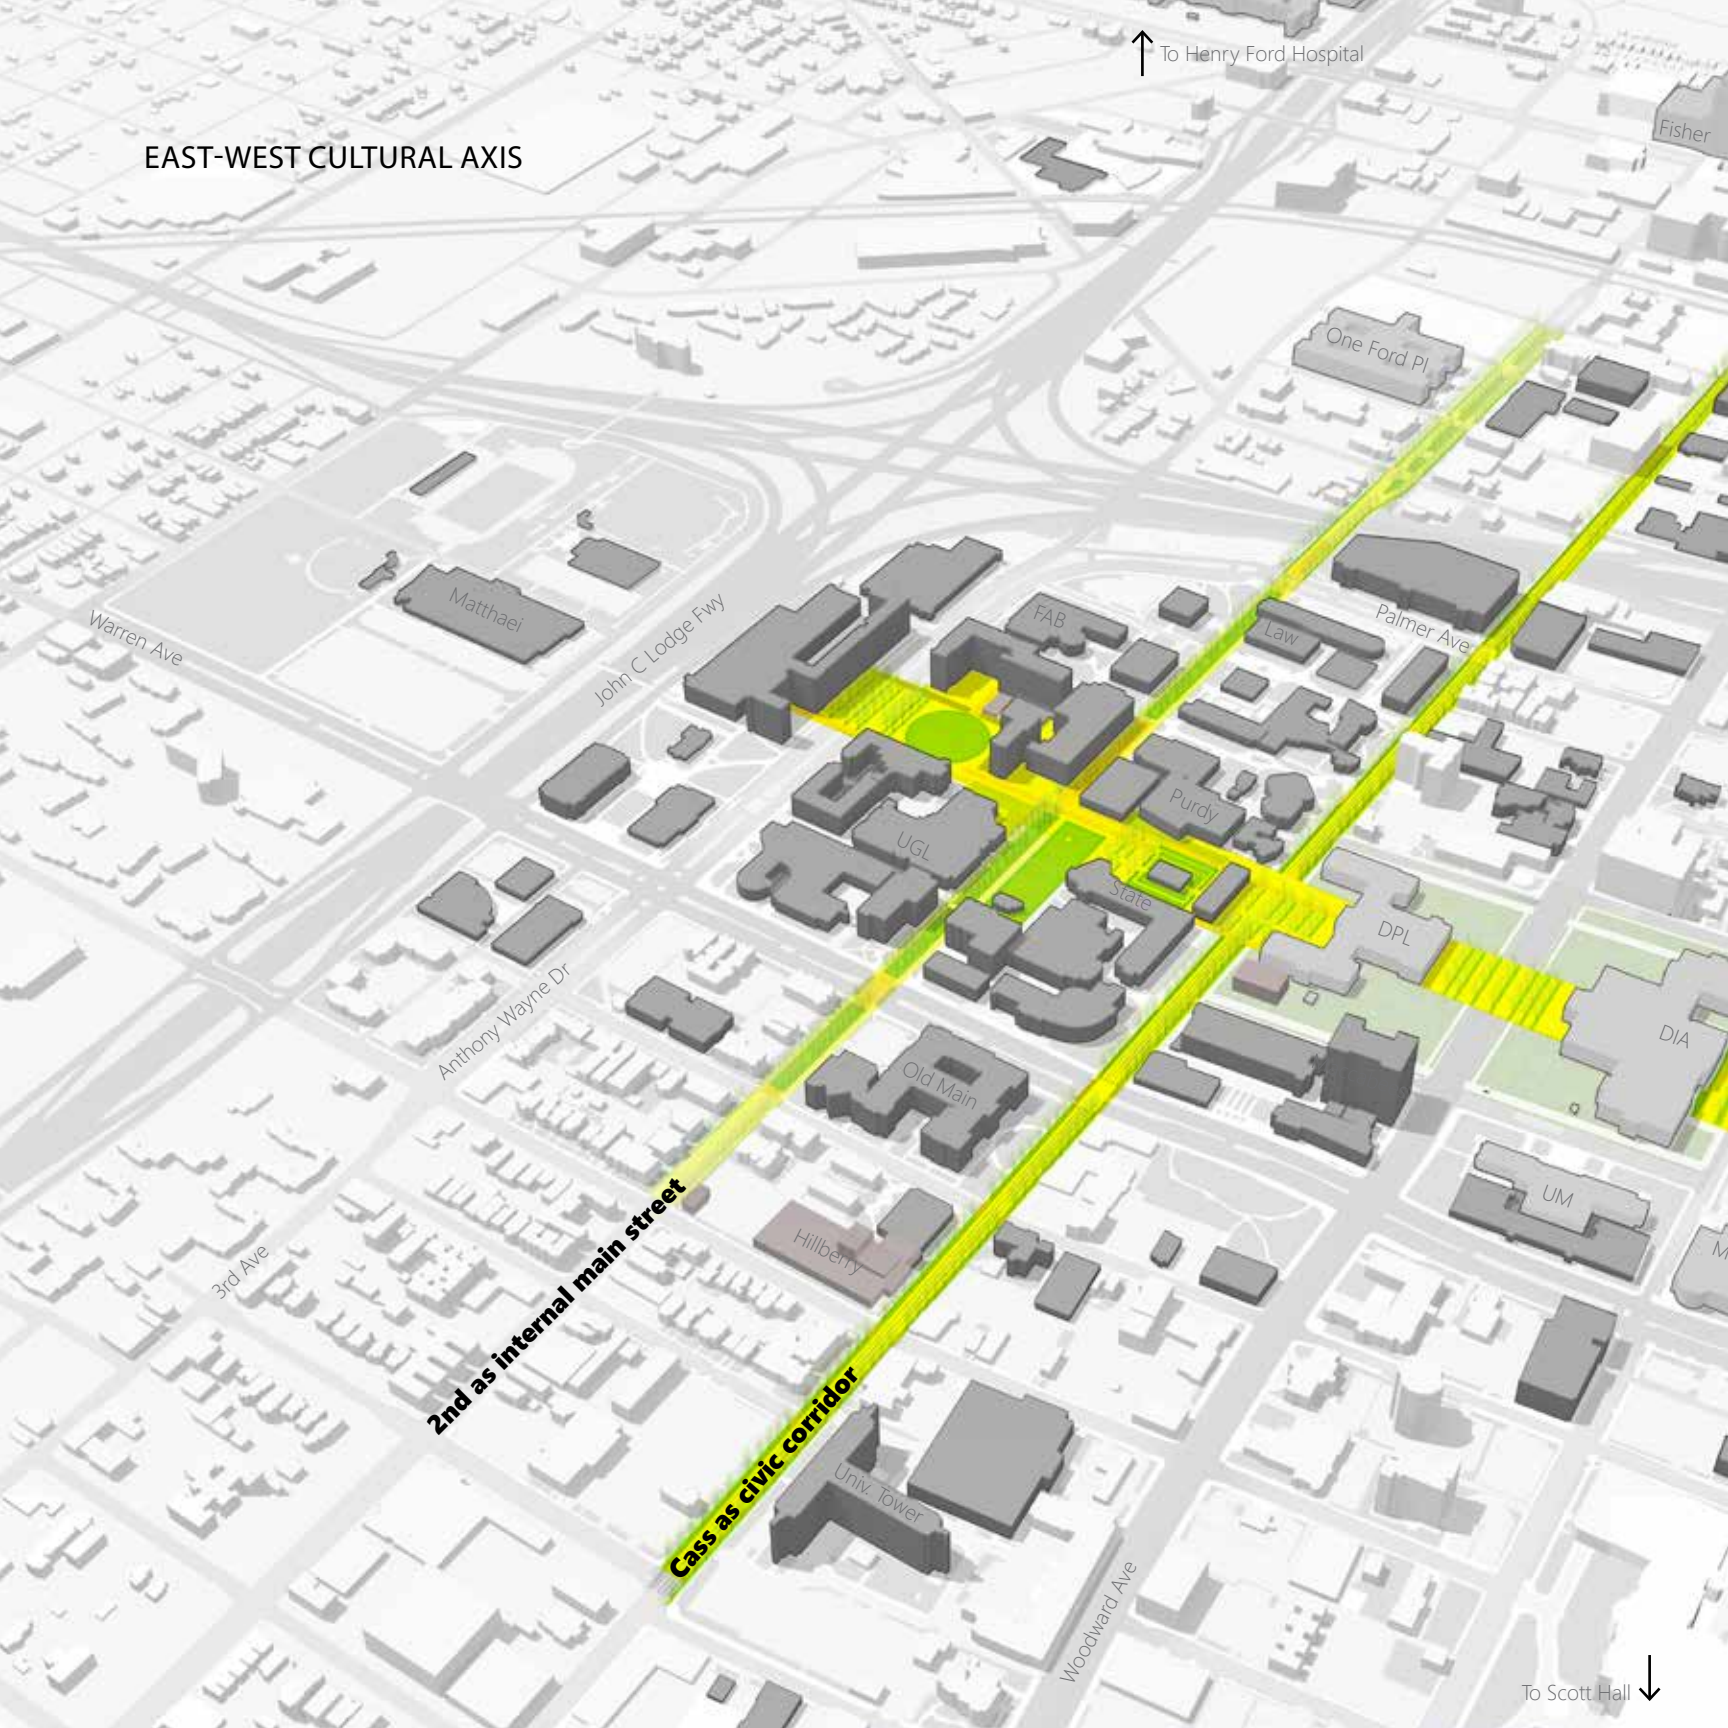 To Henry Ford Hospital
Fisher
EAST-WEST CULTURAL AXIS
One Ford Pl
Matthaei
Warren Ave
John C Lodge Fwy
FAB
Law
Palmer Ave
Purdy
UGL
State
DPL
DIA
Anthony Wayne Dr
Old Main
UM
M
3rd Ave
2nd as internal main street
Hillberry
Cass as civic corridor
Univ. Tower
Woodward Ave
To Scott Hall